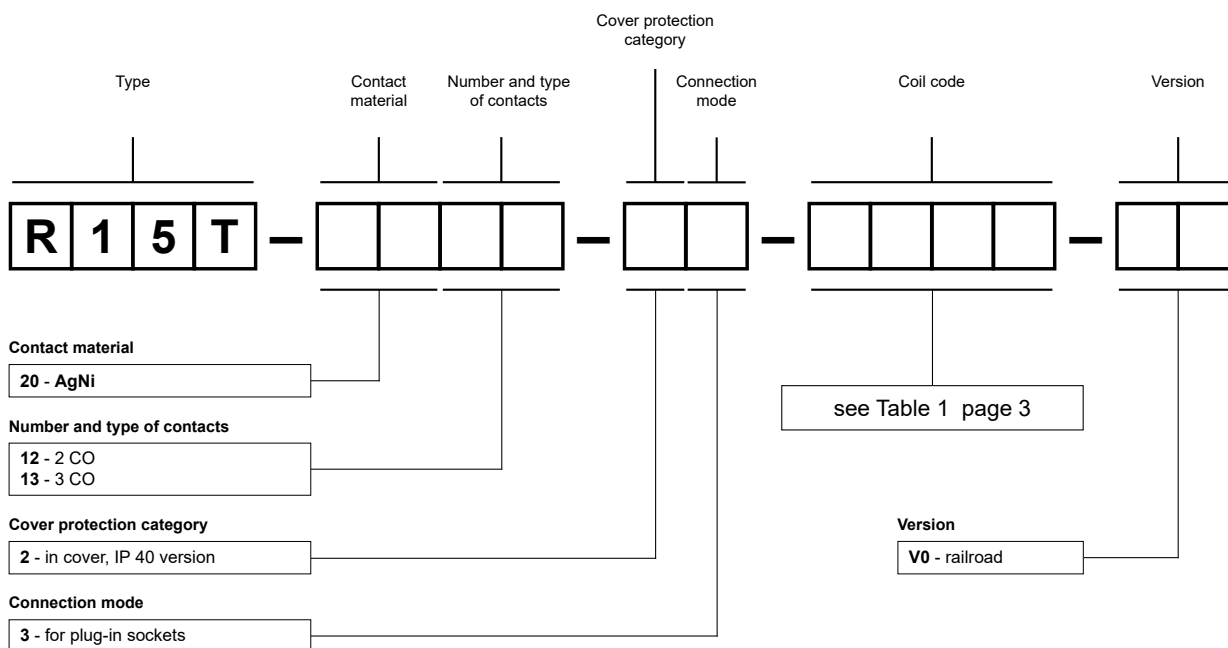 Cover protection
category
Type
Contact
material
Number and type
of contacts
Connection
mode
Coil code
Version
R 1 5 T – – – –
Contact material
20 - AgNi
Number and type of contacts
12 - 2 CO
13 - 3 CO
Cover protection category
2 - in cover, IP 40 version
Connection mode
3 - for plug-in sockets
see Table 1 page 3
Version
V0 - railroad